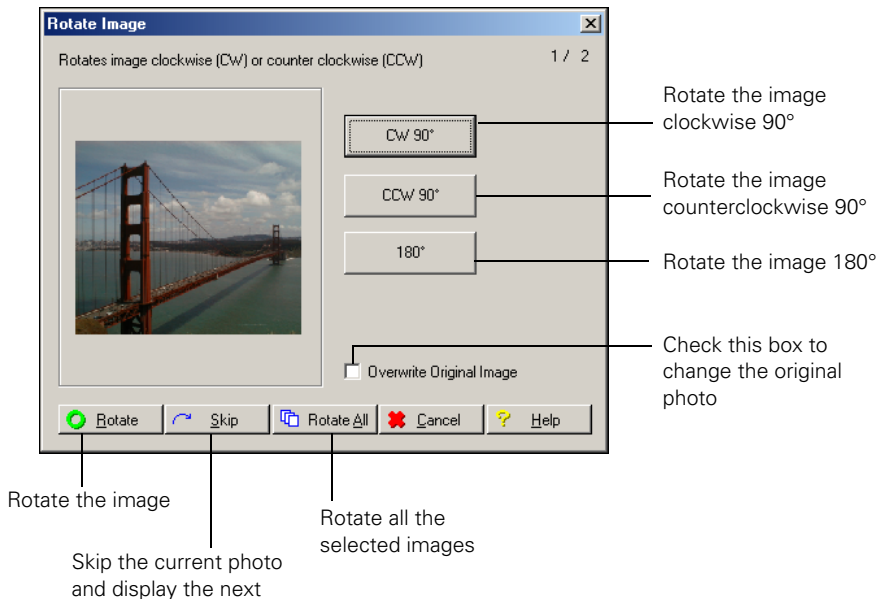 Rotate Image
Rotates image clockwise (CW) or counter clockwise (CCW)
1 / 2
CW 90°
CCW 90°
180°
Overwrite Original Image
Rotate
Skip
Rotate All
Cancel
Help
Rotate the image
clockwise 90°
Rotate the image
counterclockwise 90°
Rotate the image 180°
Check this box to
change the original
photo
Rotate the image
Skip the current photo
and display the next
Rotate all the
selected images